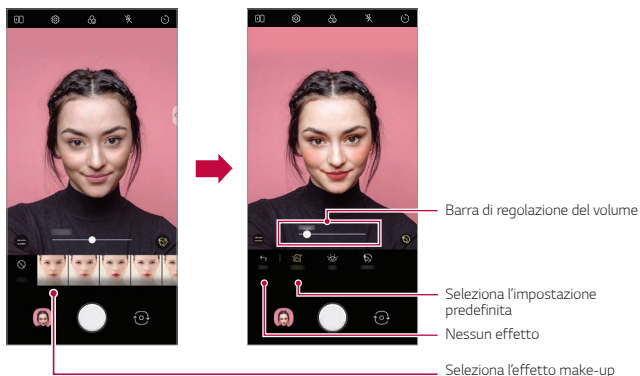 Barra di regolazione del volume
Seleziona l'impostazione
predefinita
Nessun effetto
Seleziona l'effetto make-up